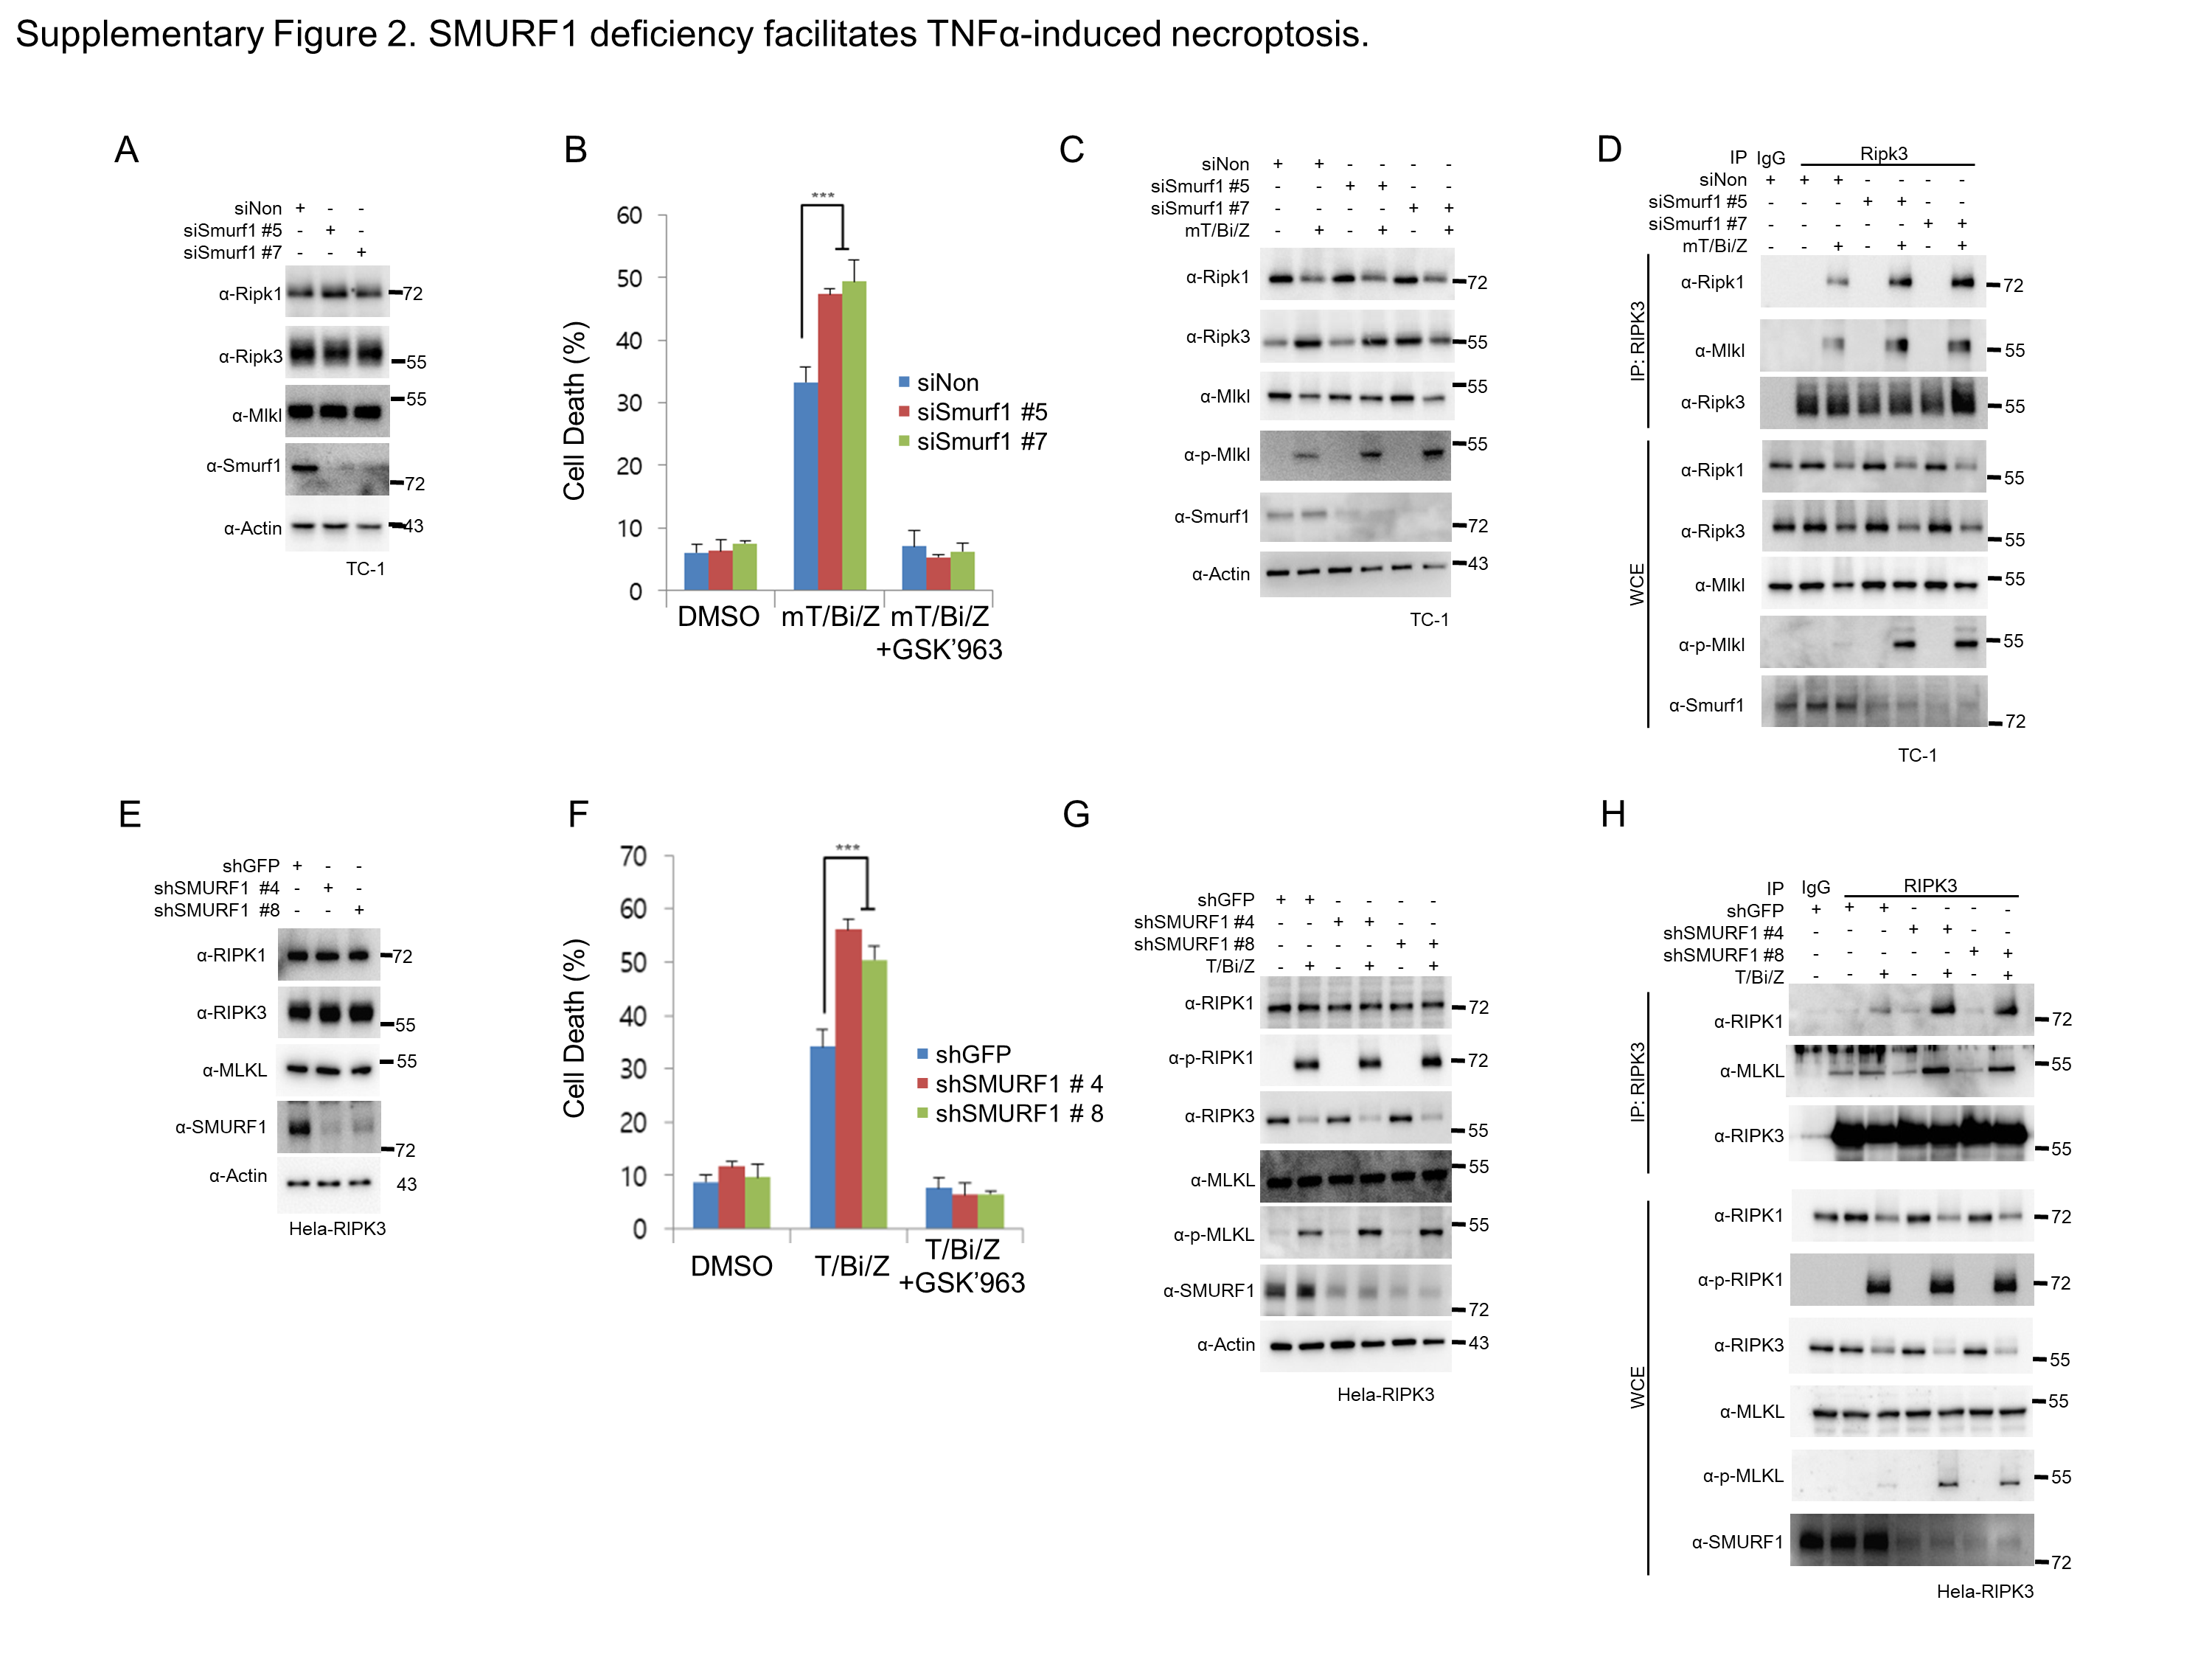 Supplementary Figure 2. SMURF1 deficiency facilitates TNFα-induced necroptosis.
A
siNon + - -
siSmurf1 #5 - + -
siSmurf1 #7 - - +
α-Ripk1 72
α-Ripk3 55
α-Mlkl 55
α-Smurf1 72
α-Actin 43
TC-1
B
Cell Death (%)
60
50
40
30
20
10
0
***
siNon
siSmurf1 #5
siSmurf1 #7
DMSO mT/Bi/Z mT/Bi/Z
+GSK’963
C
siNon + + - - - -
siSmurf1 #5 - - + + - -
siSmurf1 #7 - - - - + +
mT/Bi/Z - + - + - +
α-Ripk1 72
α-Ripk3 55
α-Mlkl 55
α-p-Mlkl 55
α-Smurf1 72
α-Actin 43
TC-1
D
IP IgG Ripk3
siNon + + + - - - -
siSmurf1 #5 - - - + + - -
siSmurf1 #7 - - - - - + +
mT/Bi/Z - - + - + - +
IP: RIPK3
α-Ripk1 72
α-Mlkl 55
α-Ripk3 55
WCE
α-Ripk1 55
α-Ripk3 55
α-Mlkl 55
α-p-Mlkl 55
α-Smurf1 72
TC-1
E
shGFP + - -
shSMURF1 #4 - + -
shSMURF1 #8 - - +
α-RIPK1 72
α-RIPK3 55
α-MLKL 55
α-SMURF1 72
α-Actin 43
Hela-RIPK3
F
Cell Death (%)
70
60
50
40
30
20
10
0
***
shGFP
shSMURF1 # 4
shSMURF1 # 8
DMSO T/Bi/Z T/Bi/Z
+GSK’963
G
shGFP + + - - - -
shSMURF1 #4 - - + + - -
shSMURF1 #8 - - - - + +
T/Bi/Z - + - + - +
α-RIPK1 72
α-p-RIPK1 72
α-RIPK3 55
α-MLKL 55
α-p-MLKL 55
α-SMURF1 72
α-Actin 43
Hela-RIPK3
H
IP IgG RIPK3
shGFP + + + - - - -
shSMURF1 #4 - - - + + - -
shSMURF1 #8 - - - - - + +
T/Bi/Z - - + - + - +
IP: RIPK3
α-RIPK1 72
α-MLKL 55
α-RIPK3 55
WCE
α-RIPK1 72
α-p-RIPK1 72
α-RIPK3 55
α-MLKL 55
α-p-MLKL 55
α-SMURF1 72
Hela-RIPK3